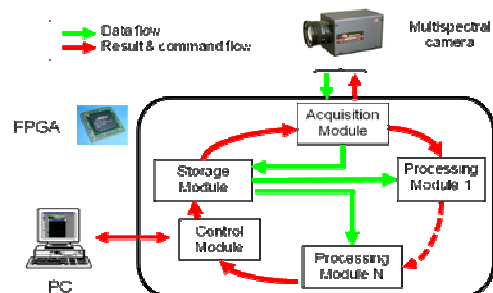 Data flow
Result & command flow
Multispectral
camera
FPGA
Acquisition
Module
Storage
Module
Processing
Module 1
Control
Module
Processing
Module N
PC